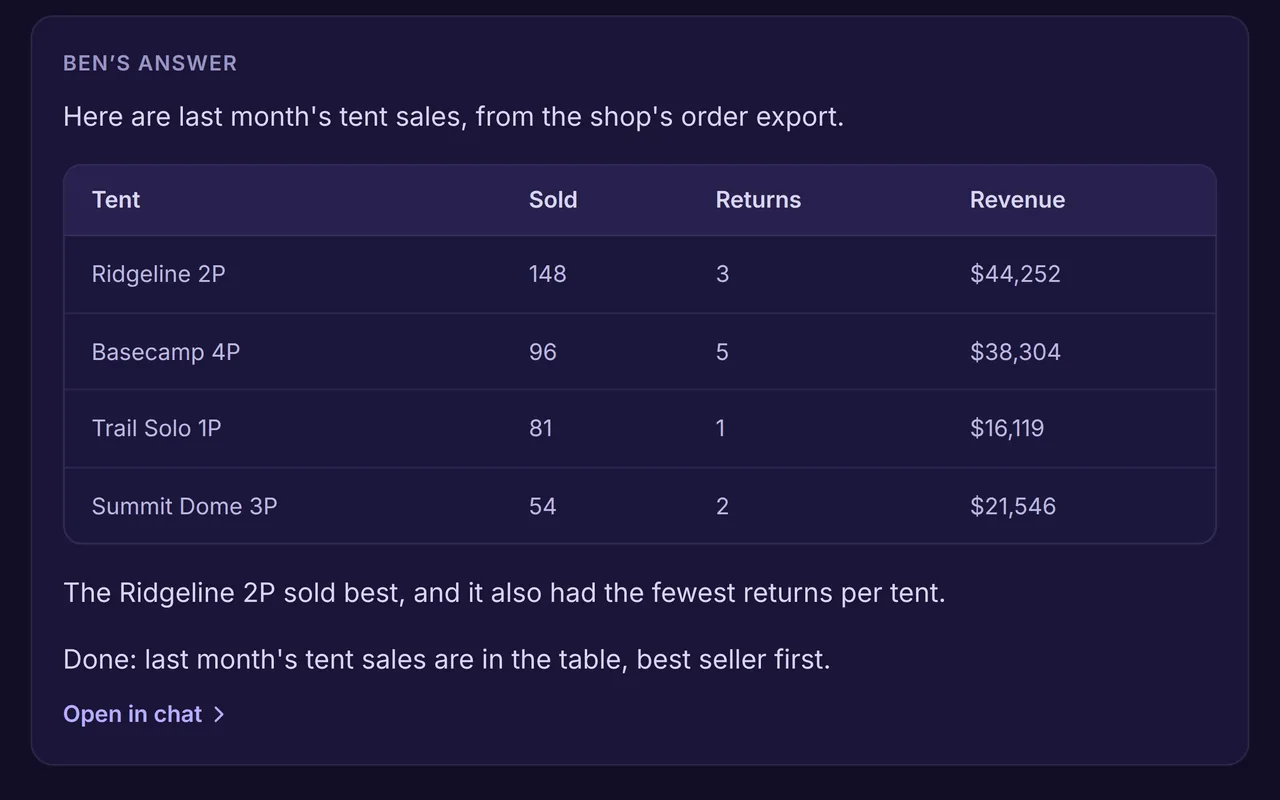 BEN’S ANSWER
Here are last month's tent sales, from the shop's order export.
Tent Sold Returns Revenue
Ridgeline 2P 148 3 $44,252
Basecamp 4P 96 5 $38,304
Trail Solo 1P 81 1 $16,119
Summit Dome 3P 54 2 $21,546
The Ridgeline 2P sold best, and it also had the fewest returns per tent.
Done: last month's tent sales are in the table, best seller first.
Open in chat